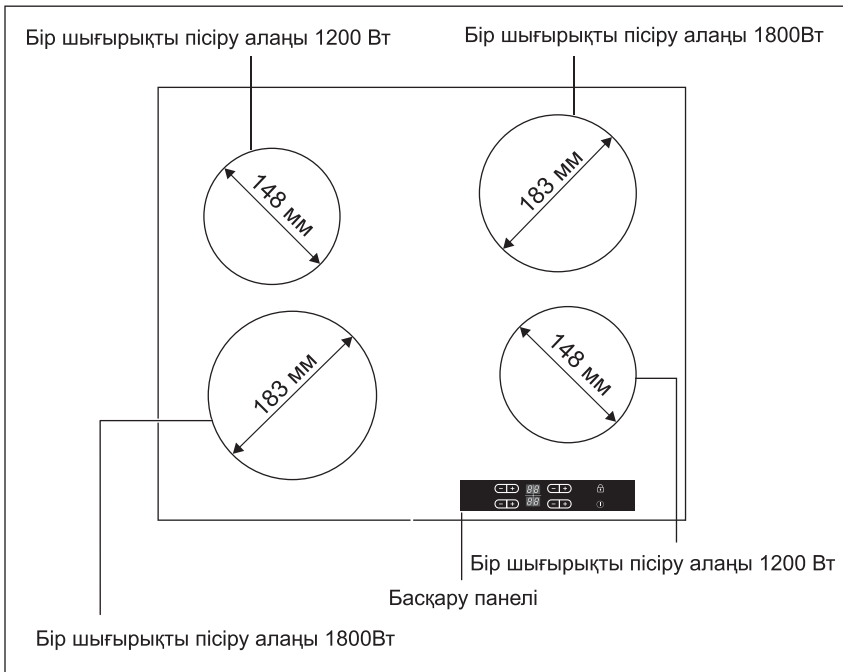 Бір шығырықты пісіру алаңы 1200 Вт
Бір шығырықты пісіру алаңы 1800Вт
148 мм
183 мм
183 мм
148 мм
Бір шығырықты пісіру алаңы 1200 Вт
Басқару панелі
Бір шығырықты пісіру алаңы 1800Вт